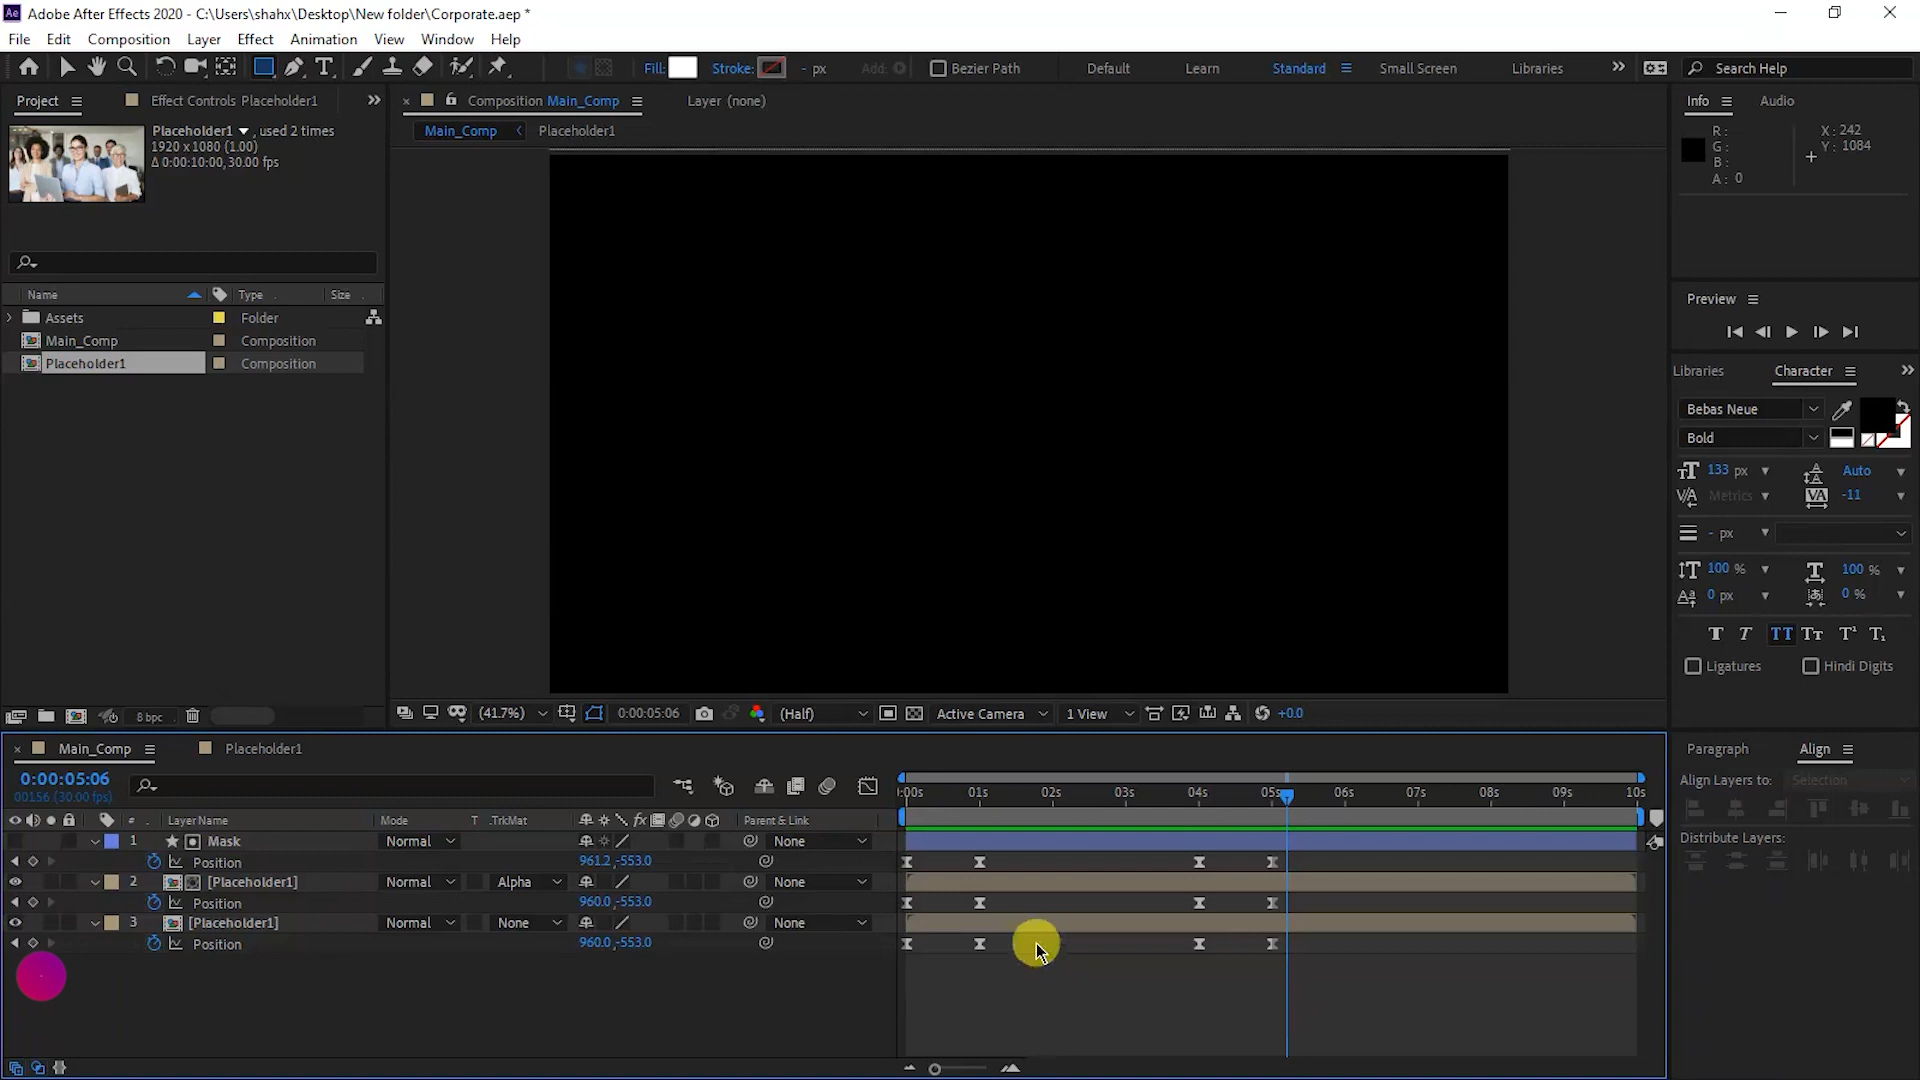 Ae Adobe After Effects 2020 - C:\Users\shahx\Desktop\New folder\Corporate.aep *
File Edit Composition Layer Effect Animation View Window Help
Fill: Stroke: - px Add: Bezier Path Default Learn Standard Small Screen Libraries Search Help
Project Effect Controls Placeholder1
Composition Main_Comp Layer (none)
Info Audio
Main_Comp Placeholder1
Placeholder1 , used 2 times
1920 x 1080 (1.00)
Δ 0:00:10:00, 30.00 fps
R:
G:
B:
A: 0
X: 242
Y: 1084
Preview
Name Type Size
Assets Folder
Main_Comp Composition
Placeholder1 Composition
Libraries Character
Bebas Neue
Bold
133 px Auto
Metrics -11
- px
100 % 100 %
0 px 0 %
T T TT Tt T¹ T₁
Ligatures Hindi Digits
8 bpc
(41.7%) 0:00:05:06 (Half) Active Camera 1 View +0.0
Main_Comp Placeholder1
Paragraph Align
0:00:05:06
00156 (30.00 fps)
Align Layers to: Selection
:00s 01s 02s 03s 04s 05s 06s 07s 08s 09s 10s
# Layer Name Mode T .TrkMat fx Parent & Link
Distribute Layers:
1 Mask Normal None
Position 961.2,-553.0
2 [Placeholder1] Normal Alpha None
Position 960.0,-553.0
3 [Placeholder1] Normal None None
Position 960.0,-553.0